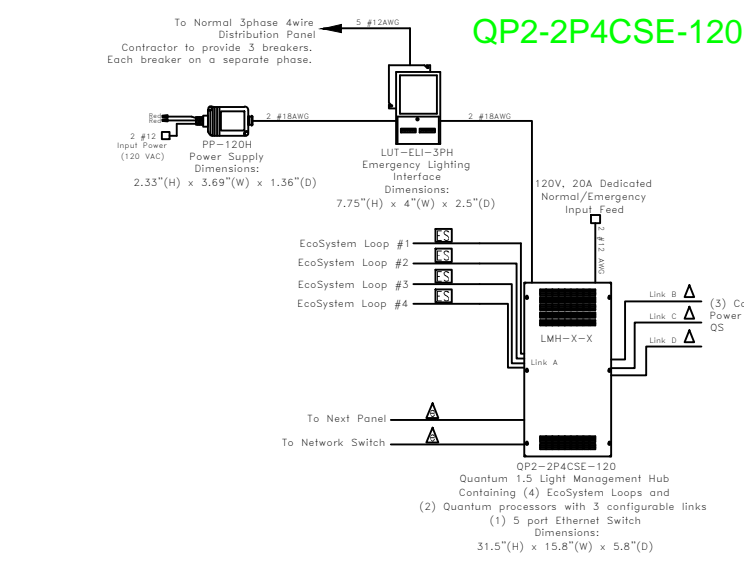 To Normal 3phase 4wire
Distribution Panel
Contractor to provide 3 breakers.
Each breaker on a separate phase.
5 #12AWG
QP2-2P4CSE-120
Red
Red
2 #12
Input Power
(120 VAC)
PP-120H
Power Supply
Dimensions:
2.33"(H) x 3.69"(W) x 1.36"(D)
2 #18AWG
2 #18AWG
LUT-ELI-3PH
Emergency Lighting
Interface
Dimensions:
7.75"(H) x 4"(W) x 2.5"(D)
120V, 20A Dedicated
Normal/Emergency
Input Feed
2 #12 AWG
EcoSystem Loop #1
ES
EcoSystem Loop #2
ES
EcoSystem Loop #3
ES
EcoSystem Loop #4
ES
LMH-X-X
Link A
Link B
Link C
Link D
(3) Co
Power
QS
To Next Panel
To Network Switch
QP2-2P4CSE-120
Quantum 1.5 Light Management Hub
Containing (4) EcoSystem Loops and
(2) Quantum processors with 3 configurable links
(1) 5 port Ethernet Switch
Dimensions:
31.5"(H) x 15.8"(W) x 5.8"(D)